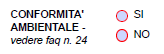 CONFORMITA' SI
AMBIENTALE - NO
vedere faq n. 24